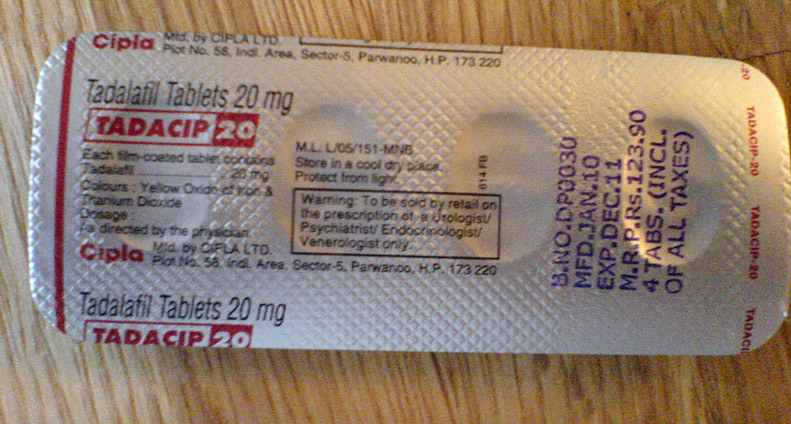 Cipla Mfd. by CIPLA LTD.
Plot No. 58, Indl. Area, Sector-5, Parwanoo, H.P. 173 220
Tadalafil Tablets 20 mg
TADACIP 20
Each film-coated tablet contains
Tadalafil 20 mg
Colours : Yellow Oxide of Iron &
Titanium Dioxide
Dosage :
As directed by the physician.
M.L. L/05/151-MNB
Store in a cool dry place.
Protect from light.
Warning: To be sold by retail on
the prescription of a Urologist/
Psychiatrist/ Endocrinologist/
Venerologist only.
814 FB
Cipla Mfd. by CIPLA LTD.
Plot No. 58, Indl. Area, Sector-5, Parwanoo, H.P. 173 220
Tadalafil Tablets 20 mg
TADACIP 20
B.NO.DP0030
MFD.JAN.10
EXP.DEC.11
M.R.P.Rs.123.90
4 TABS.(INCL.
OF ALL TAXES)
-20
TADACIP-20
TADACIP-20
TADACI